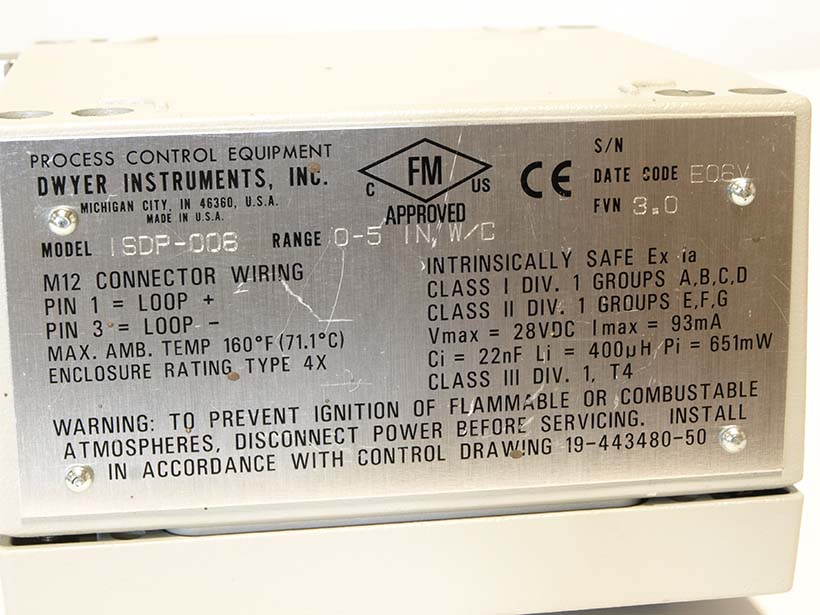 PROCESS CONTROL EQUIPMENT
DWYER INSTRUMENTS, INC.
MICHIGAN CITY, IN 46360, U.S.A.
MADE IN U.S.A.
C FM US
APPROVED
CE
S/N
DATE CODE E06V
FVN 3.0
MODEL ISDP-006 RANGE 0-5 IN, W/C
M12 CONNECTOR WIRING
PIN 1 = LOOP +
PIN 3 = LOOP -
MAX. AMB. TEMP 160°F (71.1°C)
ENCLOSURE RATING TYPE 4X
INTRINSICALLY SAFE Ex ia
CLASS I DIV. 1 GROUPS A,B,C,D
CLASS II DIV. 1 GROUPS E,F,G
Vmax = 28VDC Imax = 93mA
Ci = 22nF Li = 400µH Pi = 651mW
CLASS III DIV. 1, T4
WARNING: TO PREVENT IGNITION OF FLAMMABLE OR COMBUSTABLE
ATMOSPHERES, DISCONNECT POWER BEFORE SERVICING. INSTALL
IN ACCORDANCE WITH CONTROL DRAWING 19-443480-50